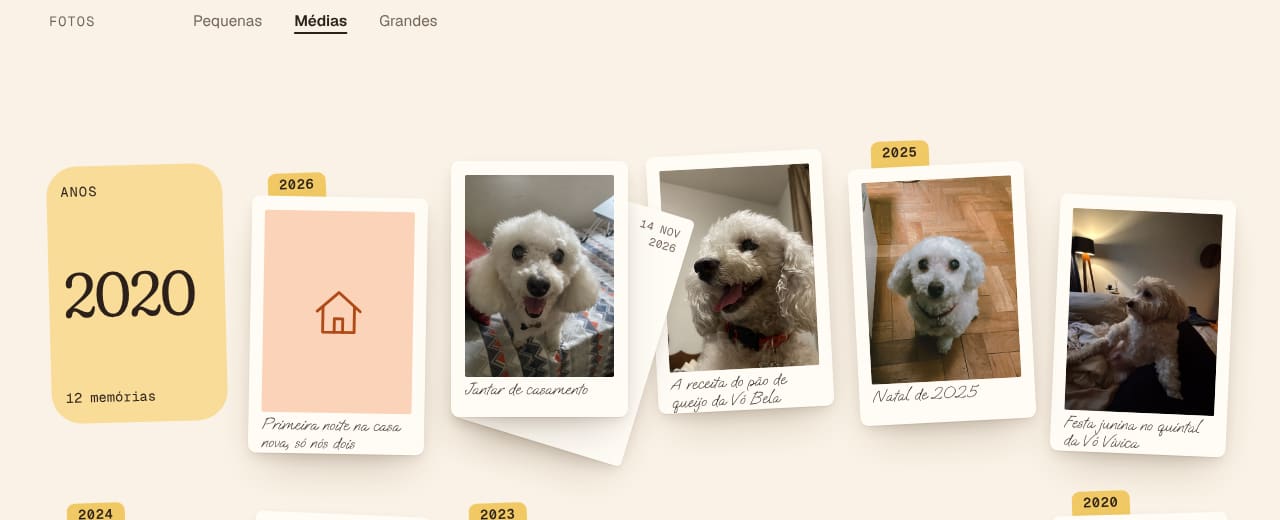 FOTOS
Pequenas
Médias
Grandes
ANOS
2020
12 memórias
2026
Primeira noite na casa
nova, só nós dois
Jantar de casamento
14 NOV
2026
A receita do pão de
queijo da Vó Bela
2025
Natal de 2025
Festa junina no quintal
da Vó Vivica
2024
2023
2020